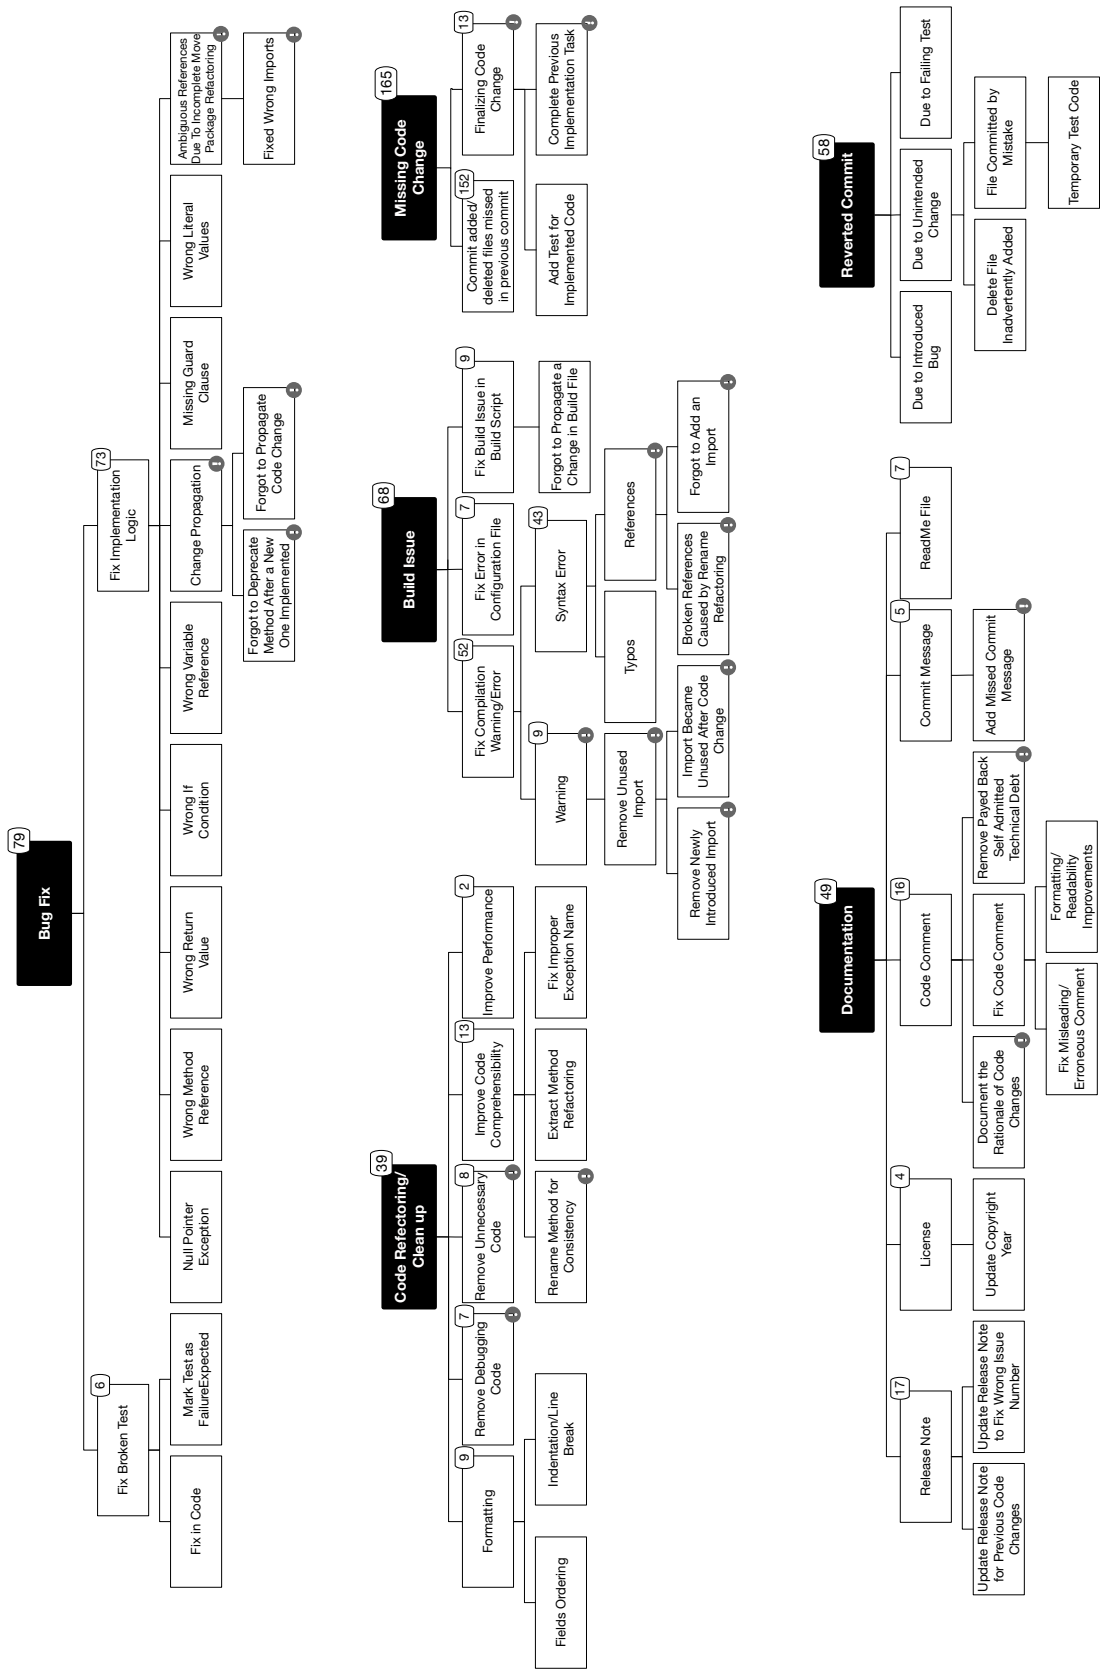 79
Bug Fix
6
Fix Broken Test
73
Fix Implementation
Logic
Fix in Code
Mark Test as
FailureExpected
Null Pointer
Exception
Wrong Method
Reference
Wrong Return
Value
Wrong If
Condition
Wrong Variable
Reference
Change Propagation
!
Missing Guard
Clause
Wrong Literal
Values
Ambiguous References
Due To Incomplete Move
Package Refactoring
!
Forgot to Deprecate
Method After a New
One Implemented
!
Forgot to Propagate
Code Change
!
Fixed Wrong Imports
!
39
Code Refectoring/
Clean up
9
Formatting
7
Remove Debugging
Code
!
8
Remove Unnecessary
Code
!
13
Improve Code
Comprehensibility
2
Improve Performance
Fields Ordering
Indentation/Line
Break
Rename Method for
Consistency
!
Extract Method
Refactoring
Fix Improper
Exception Name
68
Build Issue
52
Fix Compilation
Warning/Error
7
Fix Error in
Configuration File
9
Fix Build Issue in
Build Script
9
Warning
!
43
Syntax Error
Forgot to Propagate a
Change in Build File
Remove Unused
Import
!
Typos
References
!
Remove Newly
Introduced Import
!
Import Became
Unused After Code
Change
!
Broken References
Caused by Rename
Refactoring
!
Forgot to Add an
Import
!
165
Missing Code
Change
152
Commit added/
deleted files missed
in previous commit
13
Finalizing Code
Change
!
Add Test for
Implemented Code
Complete Previous
Implementation Task
!
49
Documentation
17
Release Note
4
License
16
Code Comment
5
Commit Message
7
ReadMe File
Update Release Note
for Previous Code
Changes
Update Release Note
to Fix Wrong Issue
Number
Update Copyright
Year
Document the
Rationale of Code
Changes
!
Fix Code Comment
Remove Payed Back
Self Admitted
Technical Debt
!
Add Missed Commit
Message
!
Fix Misleading/
Erroneous Comment
Formatting/
Readability
Improvements
58
Reverted Commit
Due to Introduced
Bug
Due to Unintended
Change
Due to Failing Test
Delete File
Inadvertently Added
File Committed by
Mistake
Temporary Test Code